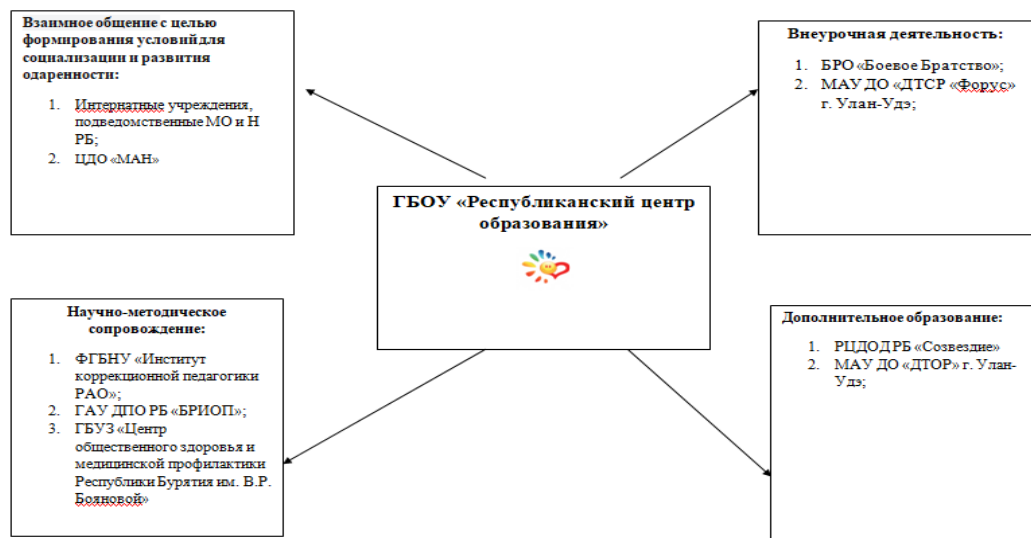 Взаимное общение с целью
формирования условий для
социализации и развития
одаренности:
1. Интернатные учреждения,
подведомственные МО и Н
РБ;
2. ЦДО «МАН»
Внеурочная деятельность:
1. БРО «Боевое Братство»;
2. МАУ ДО «ДТСР «Форус»
г. Улан-Удэ;
ГБОУ «Республиканский центр
образования»
Научно-методическое
сопровождение:
1. ФГБНУ «Институт
коррекционной педагогики
РАО»;
2. ГАУ ДПО РБ «БРИОП»;
3. ГБУЗ «Центр
общественного здоровья и
медицинской профилактики
Республики Бурятия им. В.Р.
Бояновой»
Дополнительное образование:
1. РЦДОД РБ «Созвездие»
2. МАУ ДО «ДТОР» г. Улан-
Удэ;